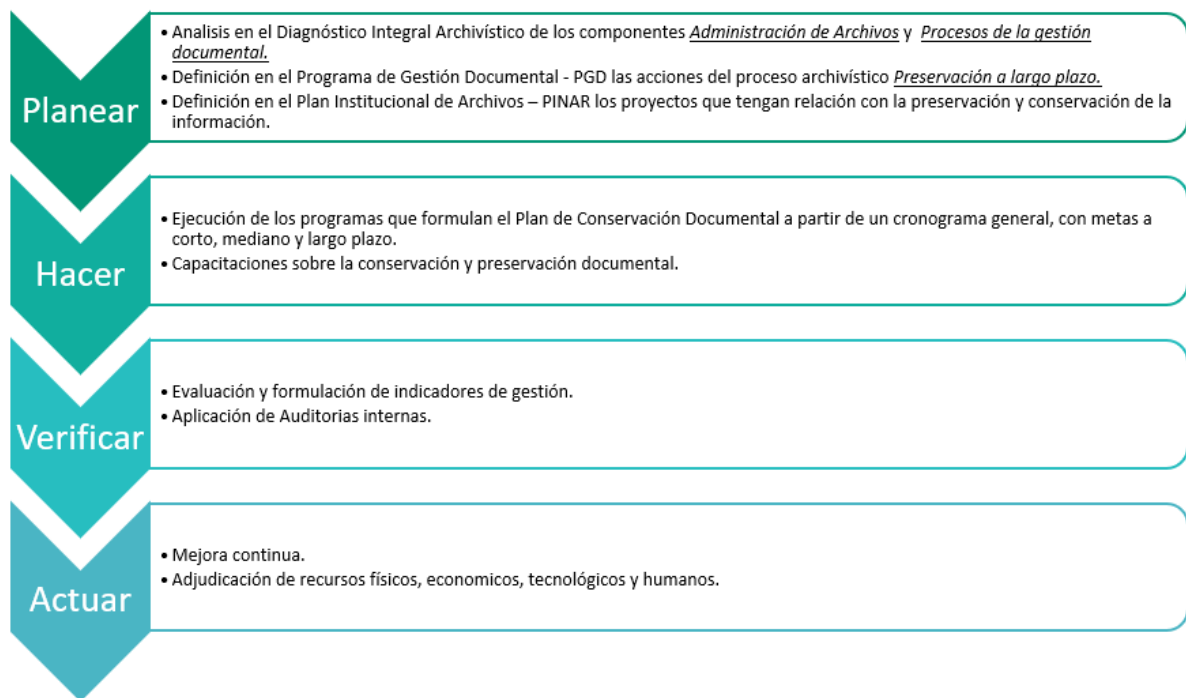 Planear
• Analisis en el Diagnóstico Integral Archivístico de los componentes Administración de Archivos y Procesos de la gestión
documental.
• Definición en el Programa de Gestión Documental - PGD las acciones del proceso archivístico Preservación a largo plazo.
• Definición en el Plan Institucional de Archivos – PINAR los proyectos que tengan relación con la preservación y conservación de la
información.
Hacer
• Ejecución de los programas que formulan el Plan de Conservación Documental a partir de un cronograma general, con metas a
corto, mediano y largo plazo.
• Capacitaciones sobre la conservación y preservación documental.
Verificar
• Evaluación y formulación de indicadores de gestión.
• Aplicación de Auditorias internas.
Actuar
• Mejora continua.
• Adjudicación de recursos físicos, economicos, tecnológicos y humanos.